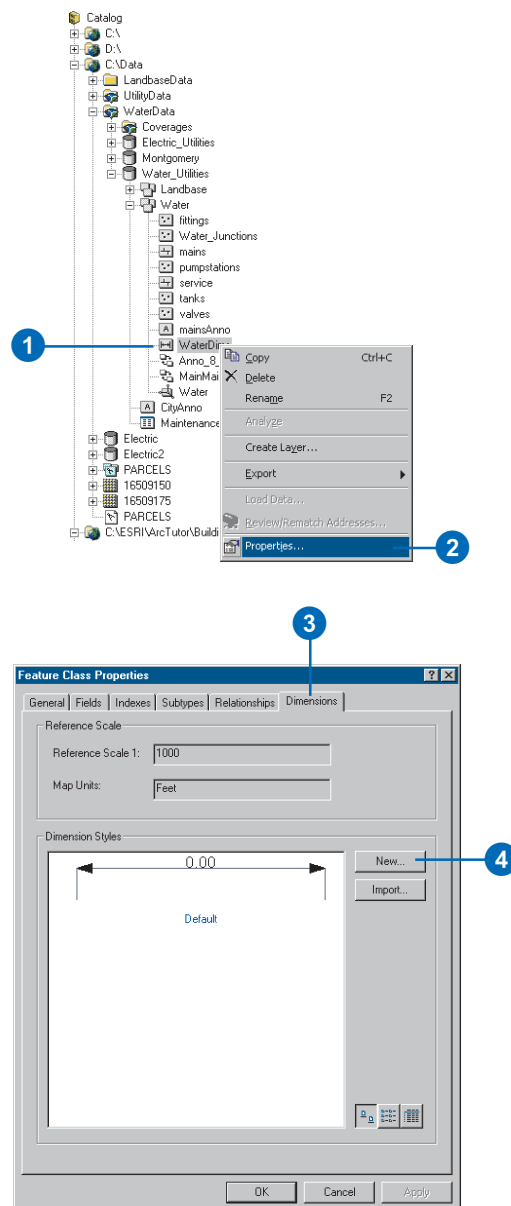 Catalog
C:\
D:\
C:\Data
LandbaseData
UtilityData
WaterData
Coverages
Electric_Utilities
Montgomery
Water_Utilities
Landbase
Water
fittings
Water_Junctions
mains
pumpstations
service
tanks
valves
mainsAnno
1
WaterDim
Anno_8_
MainMai
Water
CityAnno
Maintenance
Electric
Electric2
PARCELS
16509150
16509175
PARCELS
C:\ESRI\ArcTutor\Buildi
Copy Ctrl+C
Delete
Rename F2
Analyze
Create Layer...
Export
Load Data...
Review/Rematch Addresses...
Properties...
2
3
Feature Class Properties
General Fields Indexes Subtypes Relationships Dimensions
Reference Scale
Reference Scale 1: 1000
Map Units: Feet
Dimension Styles
0.00
Default
New...
4
Import...
OK Cancel Apply